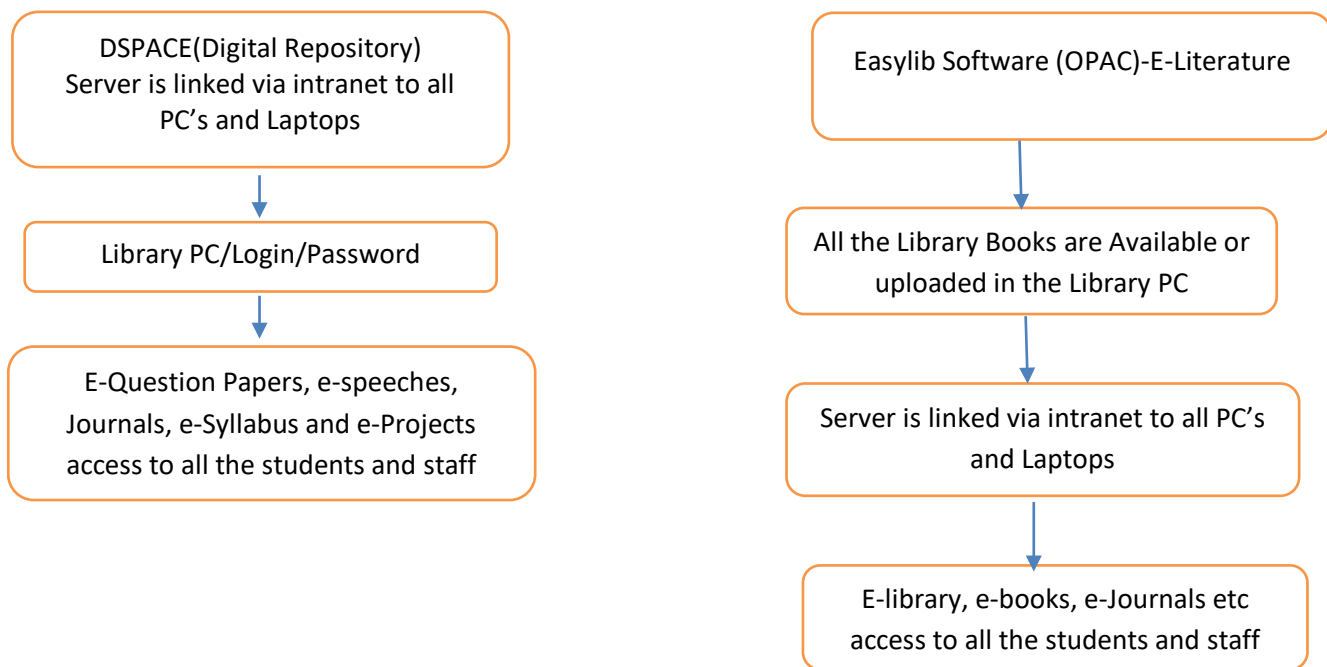 DSPACE(Digital Repository)
Server is linked via intranet to all
PC’s and Laptops
Library PC/Login/Password
E-Question Papers, e-speeches,
Journals, e-Syllabus and e-Projects
access to all the students and staff
Easylib Software (OPAC)-E-Literature
All the Library Books are Available or
uploaded in the Library PC
Server is linked via intranet to all PC’s
and Laptops
E-library, e-books, e-Journals etc
access to all the students and staff